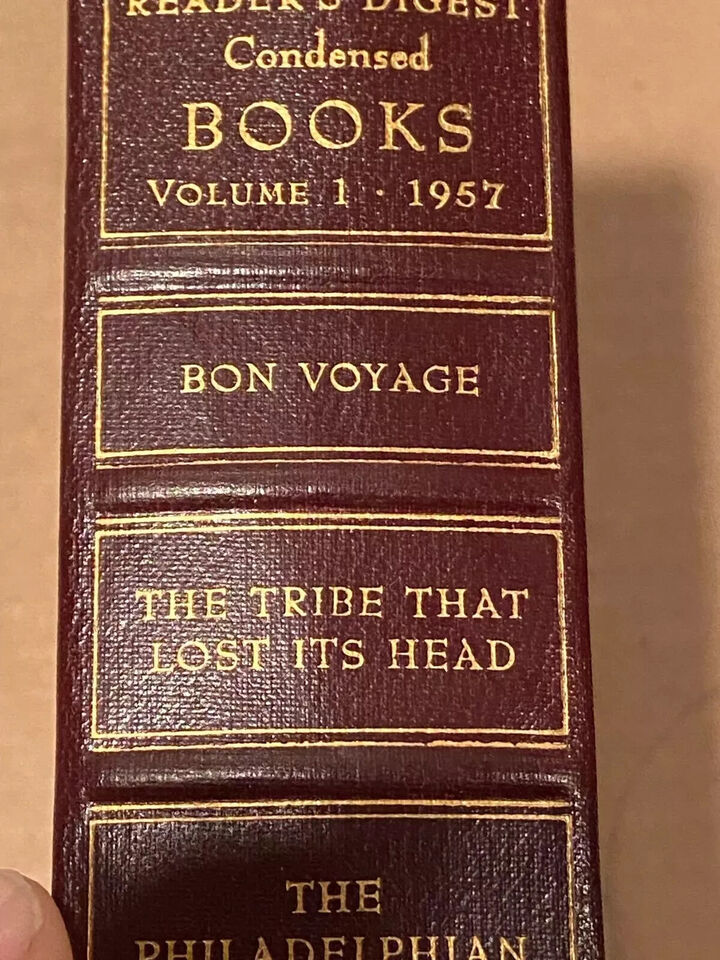 READER'S DIGEST
Condensed
BOOKS
VOLUME 1 · 1957
BON VOYAGE
THE TRIBE THAT
LOST ITS HEAD
THE
PHILADELPHIAN